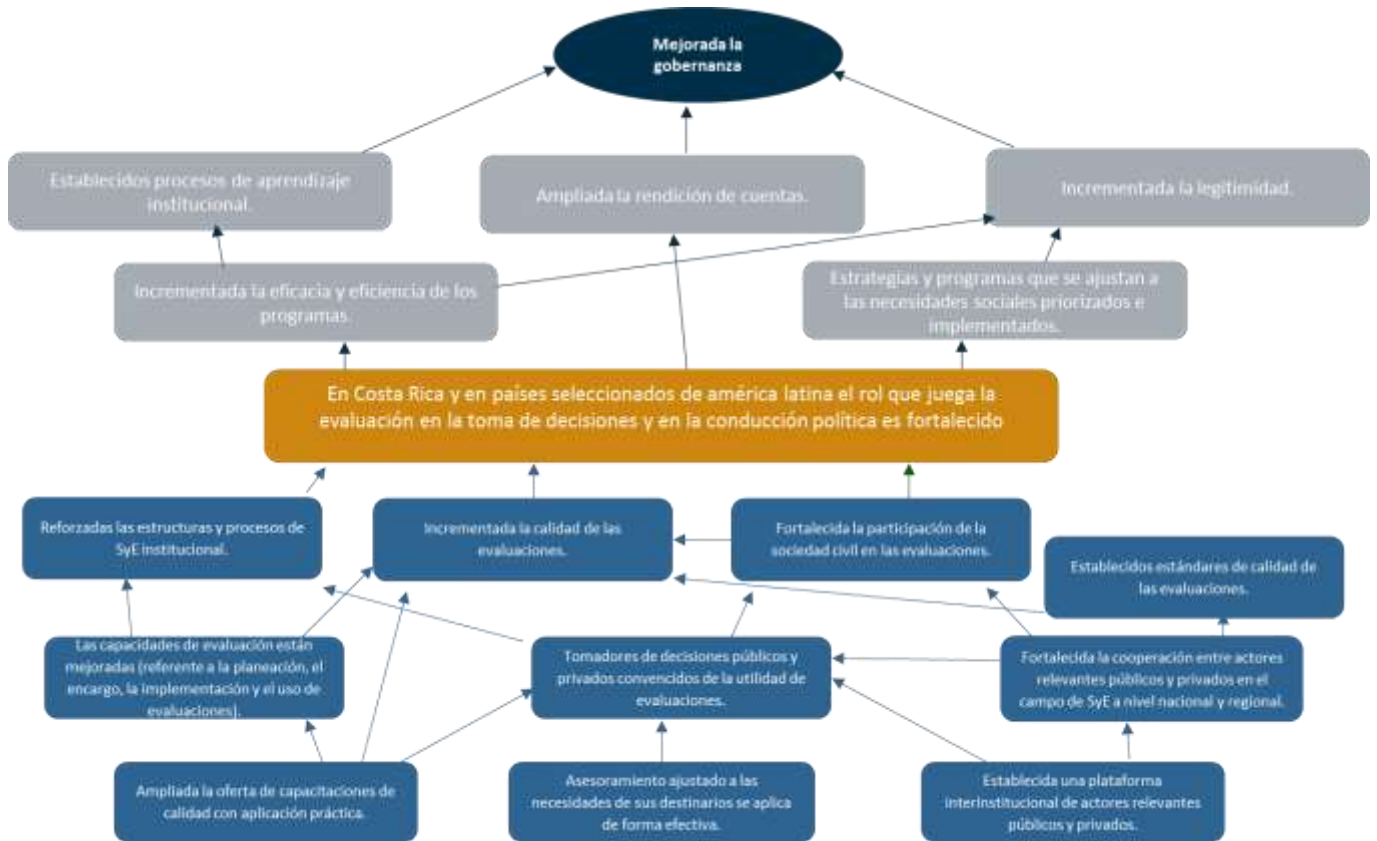 Mejorada la
gobernanza
Establecidos procesos de aprendizaje
institucional.
Ampliada la rendición de cuentas.
Incrementada la legitimidad.
Incrementada la eficacia y eficiencia de los
programas.
Estrategias y programas que se ajustan a
las necesidades sociales priorizados e
implementados.
En Costa Rica y en países seleccionados de américa latina el rol que juega la
evaluación en la toma de decisiones y en la conducción política es fortalecido
Reforzadas las estructuras y procesos de
SyE institucional.
Incrementada la calidad de las
evaluaciones.
Fortalecida la participación de la
sociedad civil en las evaluaciones.
Establecidos estándares de calidad de
las evaluaciones.
Las capacidades de evaluación están
mejoradas (referente a la planeación, el
encargo, la implementación y el uso de
evaluaciones).
Tomadores de decisiones públicos y
privados convencidos de la utilidad de
evaluaciones.
Fortalecida la cooperación entre actores
relevantes públicos y privados en el
campo de SyE a nivel nacional y regional.
Ampliada la oferta de capacitaciones de
calidad con aplicación práctica.
Asesoramiento ajustado a las
necesidades de sus destinarios se aplica
de forma efectiva.
Establecida una plataforma
interinstitucional de actores relevantes
públicos y privados.